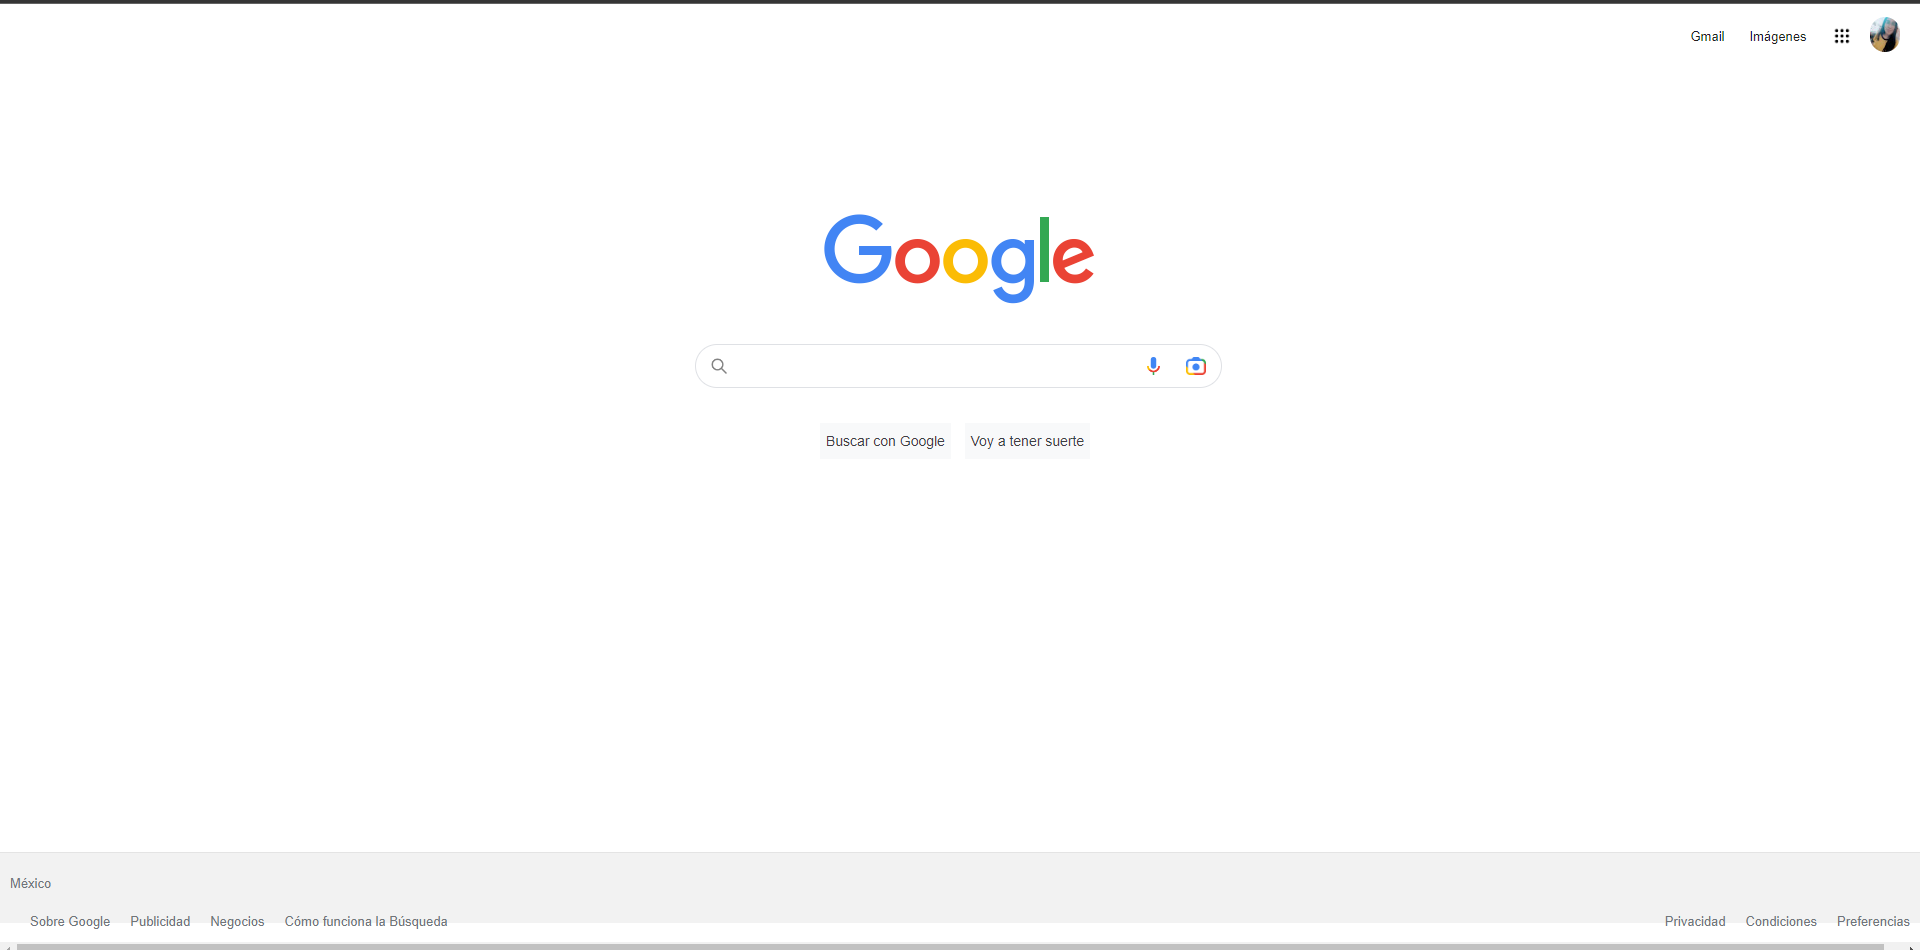 Gmail Imágenes
Google
Buscar con Google Voy a tener suerte
México
Sobre Google Publicidad Negocios Cómo funciona la Búsqueda Privacidad Condiciones Preferencias